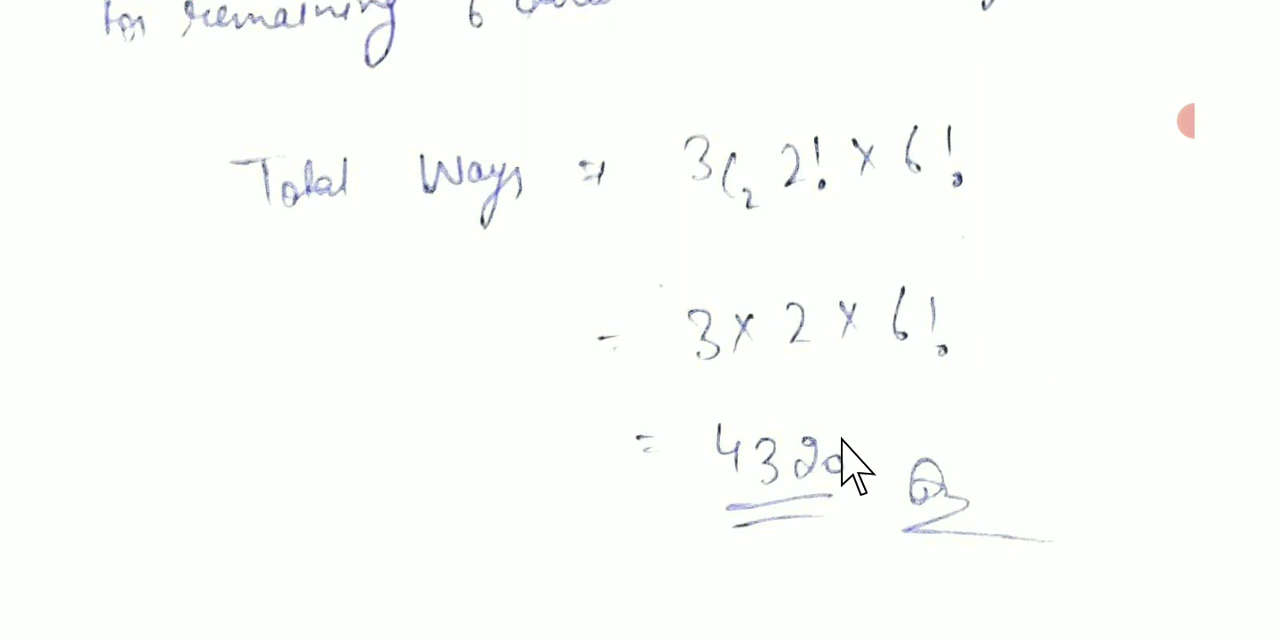 for remaining 6
Total Ways => 3C₂ 2! x 6!
= 3 x 2 x 6!
= 4320